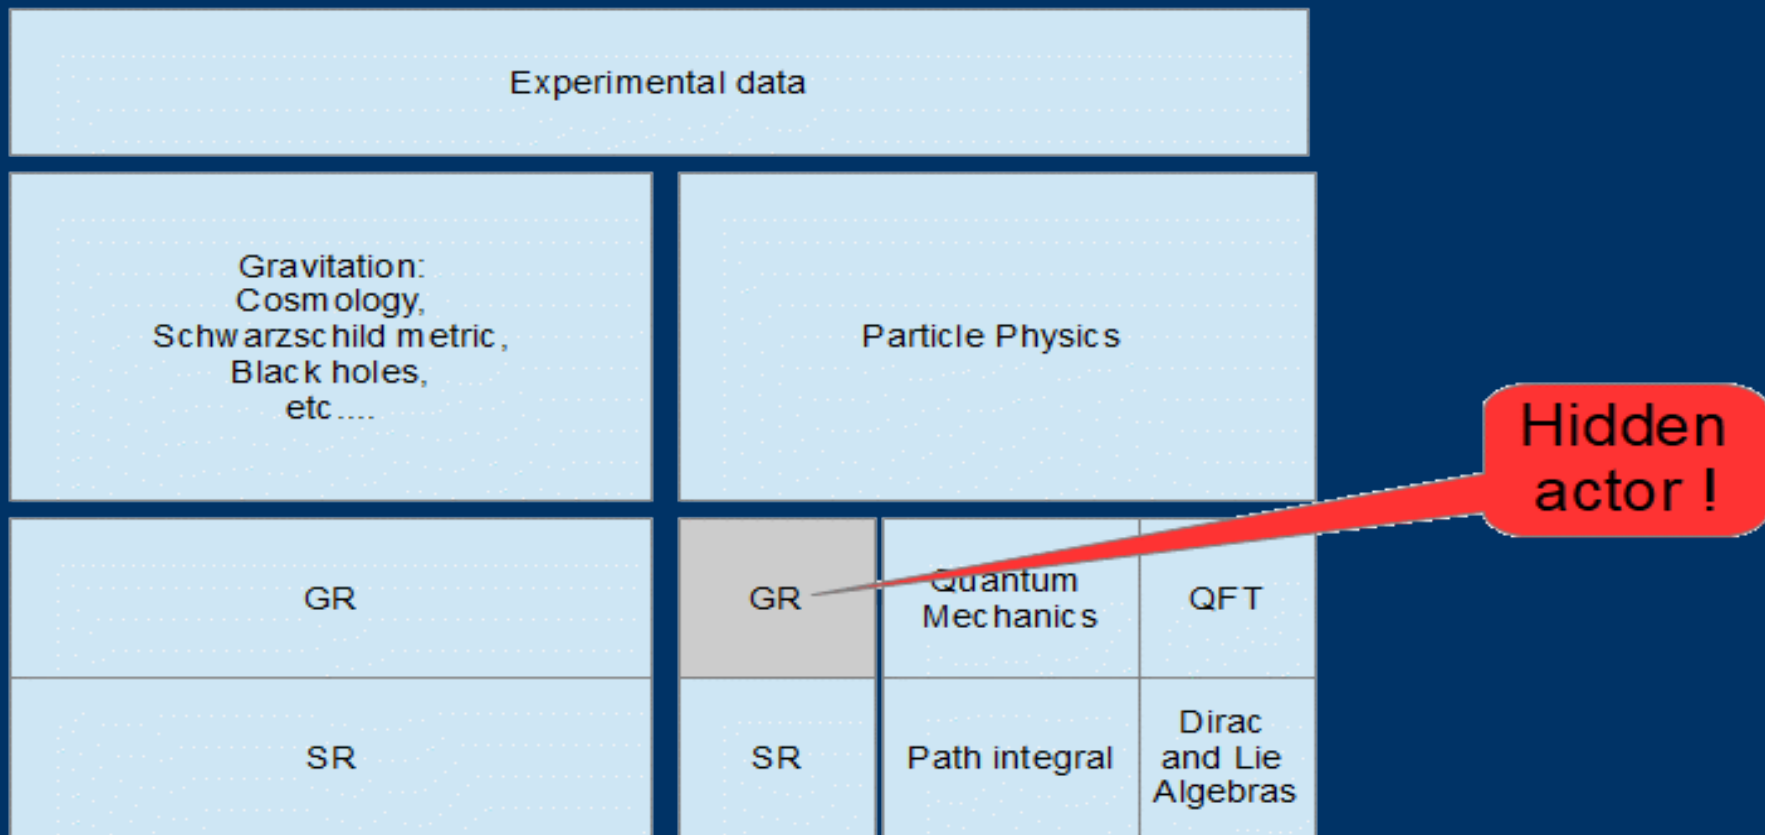 Experimental data
Gravitation:
Cosmology,
Schwarzschild metric,
Black holes,
etc....
Particle Physics
Hidden
actor !
GR
GR
Quantum
Mechanics
QFT
SR
SR
Path integral
Dirac
and Lie
Algebras